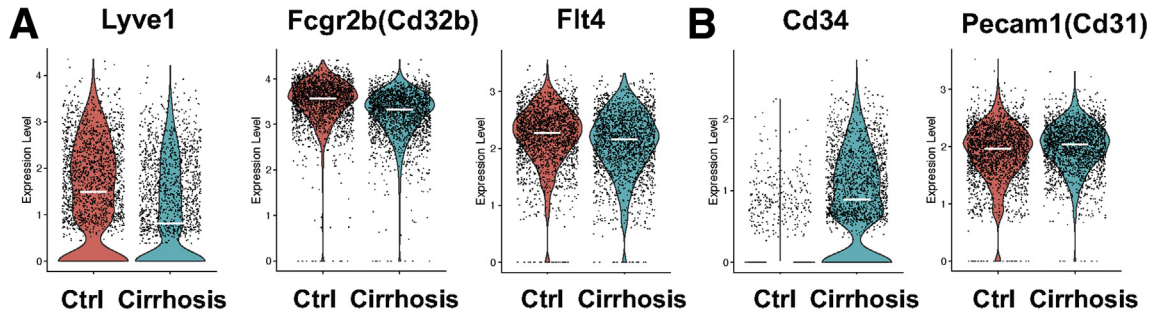 A
Lyve1
Fcgr2b(Cd32b)
Flt4
B
Cd34
Pecam1(Cd31)
Expression Level
4
3
2
1
0
Ctrl Cirrhosis
Expression Level
4
3
2
1
0
Ctrl Cirrhosis
Expression Level
3
2
1
0
Ctrl Cirrhosis
Expression Level
2
1
0
Ctrl Cirrhosis
Expression Level
3
2
1
0
Ctrl Cirrhosis